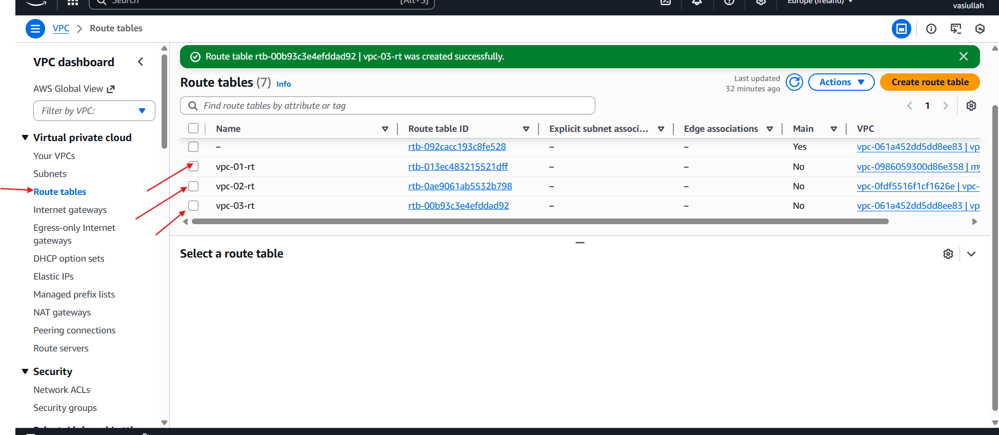 Search
[Alt+S]
Europe (Ireland)
vasiullah
VPC
Route tables
VPC dashboard
AWS Global View
Filter by VPC:
Virtual private cloud
Your VPCs
Subnets
Route tables
Internet gateways
Egress-only Internet
gateways
DHCP option sets
Elastic IPs
Managed prefix lists
NAT gateways
Peering connections
Route servers
Security
Network ACLs
Security groups
Route table rtb-00b93c3e4efddad92 | vpc-03-rt was created successfully.
Route tables (7) Info
Last updated
32 minutes ago
Actions
Create route table
Find route tables by attribute or tag
1
Name Route table ID Explicit subnet associ... Edge associations Main VPC
– rtb-092cacc193c8fe528 – – Yes vpc-061a452dd5dd8ee83 | vp
vpc-01-rt rtb-013ec483215521dff – – No vpc-0986059300d86e358 | my
vpc-02-rt rtb-0ae9061ab5532b798 – – No vpc-0fdf5516f1cf1626e | vpc-
vpc-03-rt rtb-00b93c3e4efddad92 – – No vpc-061a452dd5dd8ee83 | vp
Select a route table